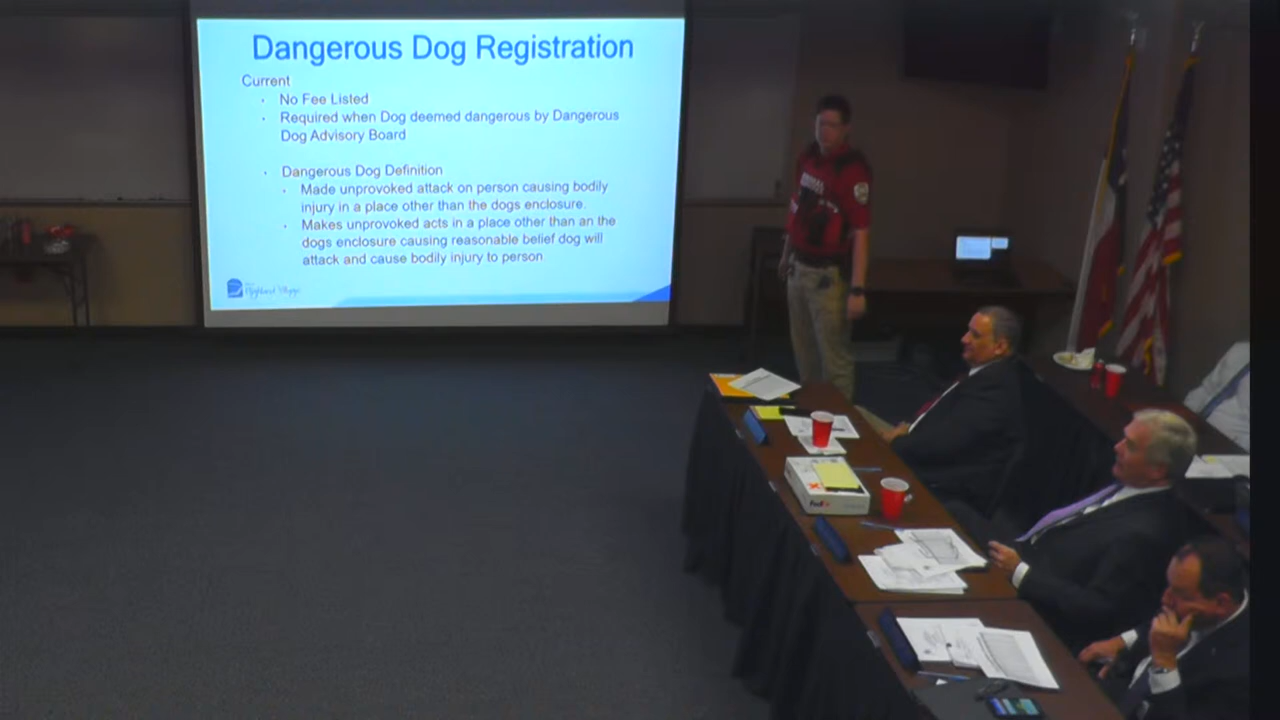 Dangerous Dog Registration
Current
No Fee Listed
Required when Dog deemed dangerous by Dangerous
Dog Advisory Board
Dangerous Dog Definition
Made unprovoked attack on person causing bodily
injury in a place other than the dogs enclosure.
Makes unprovoked acts in a place other than an the
dogs enclosure causing reasonable belief dog will
attack and cause bodily injury to person
Highland Village
FedEx